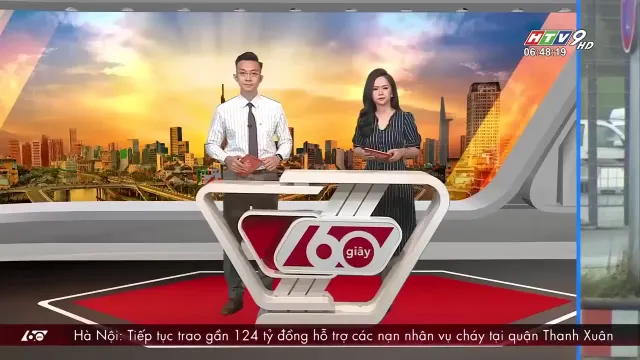 HTV9 HD
06:48:19
60 giây
60s Hà Nội: Tiếp tục trao gần 124 tỷ đồng hỗ trợ các nạn nhân vụ cháy tại quận Thanh Xuân